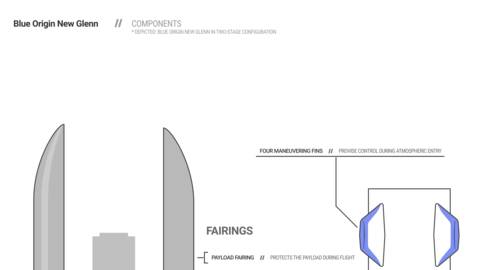 Blue Origin New Glenn // COMPONENTS
* DEPICTED: BLUE ORIGIN NEW GLENN IN TWO-STAGE CONFIGURATION
FOUR MANEUVERING FINS // PROVIDE CONTROL DURING ATMOSPHERIC ENTRY
FAIRINGS
PAYLOAD FAIRING // PROTECTS THE PAYLOAD DURING FLIGHT